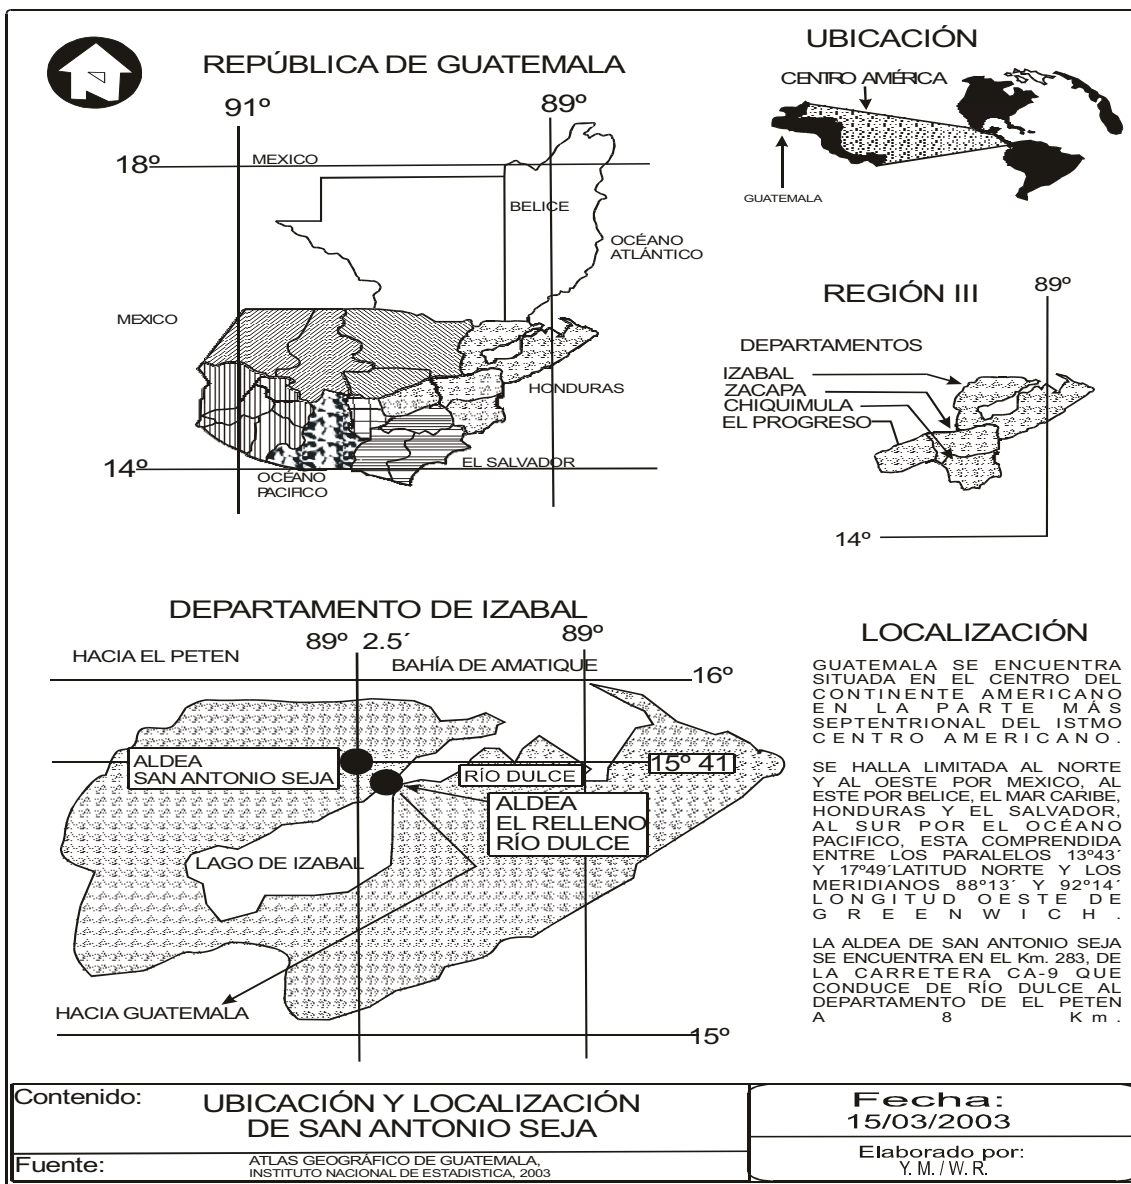 REPÚBLICA DE GUATEMALA
91º
89º
18º
MEXICO
BELICE
OCÉANO
ATLÁNTICO
MEXICO
HONDURAS
14º
EL SALVADOR
OCÉANO
PACIFICO
UBICACIÓN
CENTRO AMÉRICA
GUATEMALA
REGIÓN III
89º
DEPARTAMENTOS
IZABAL
ZACAPA
CHIQUIMULA
EL PROGRESO
14º
DEPARTAMENTO DE IZABAL
89º 2.5´
89º
HACIA EL PETEN
BAHÍA DE AMATIQUE
16º
ALDEA
SAN ANTONIO SEJA
RÍO DULCE
15º 41
ALDEA
EL RELLENO
RÍO DULCE
LAGO DE IZABAL
HACIA GUATEMALA
15º
LOCALIZACIÓN
GUATEMALA SE ENCUENTRA
SITUADA EN EL CENTRO DEL
CONTINENTE AMERICANO
EN LA PARTE MÁS
SEPTENTRIONAL DEL ISTMO
CENTRO AMERICANO.
SE HALLA LIMITADA AL NORTE
Y AL OESTE POR MEXICO, AL
ESTE POR BELICE, EL MAR CARIBE,
HONDURAS Y EL SALVADOR,
AL SUR POR EL OCÉANO
PACIFICO, ESTA COMPRENDIDA
ENTRE LOS PARALELOS 13º43´
Y 17º49´LATITUD NORTE Y LOS
MERIDIANOS 88º13´ Y 92º14´
LONGITUD OESTE DE
GREENWICH.
LA ALDEA DE SAN ANTONIO SEJA
SE ENCUENTRA EN EL Km. 283, DE
LA CARRETERA CA-9 QUE
CONDUCE DE RÍO DULCE AL
DEPARTAMENTO DE EL PETEN
A 8 Km.
Contenido:
UBICACIÓN Y LOCALIZACIÓN
DE SAN ANTONIO SEJA
Fuente:
ATLAS GEOGRÁFICO DE GUATEMALA,
INSTITUTO NACIONAL DE ESTADISTICA, 2003
Fecha:
15/03/2003
Elaborado por:
Y. M. / W. R.